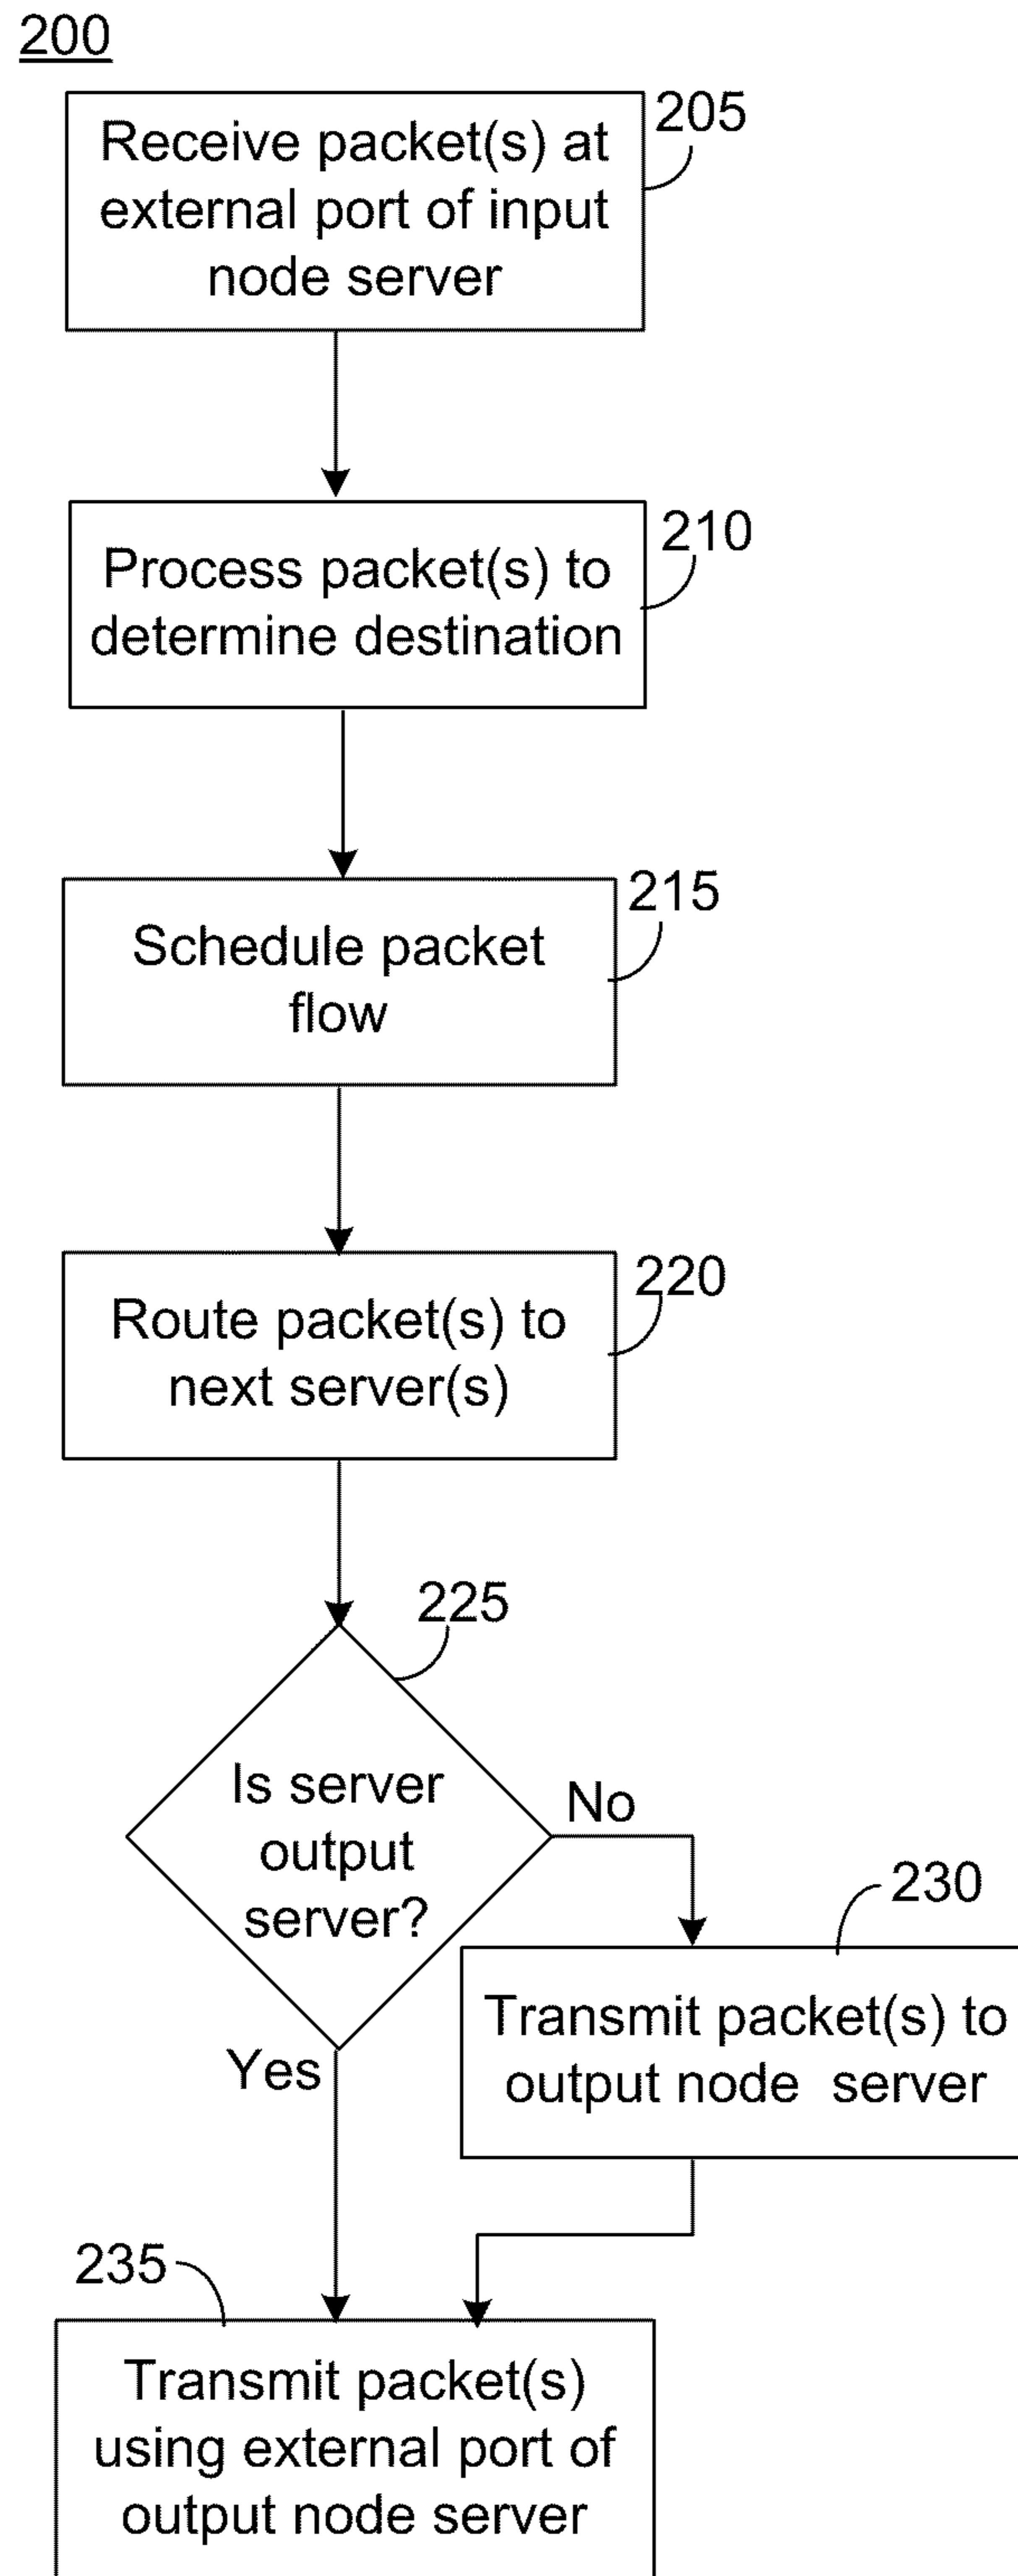 200
205
Receive packet(s) at
external port of input
node server
210
Process packet(s) to
determine destination
215
Schedule packet
flow
220
Route packet(s) to
next server(s)
225
Is server
output
server?
No
230
Transmit packet(s) to
output node server
Yes
235
Transmit packet(s)
using external port of
output node server